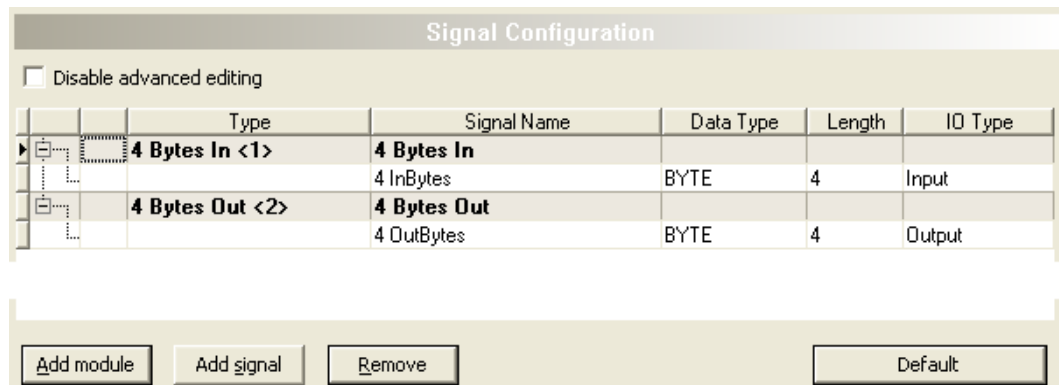 Signal Configuration
Disable advanced editing
Type Signal Name Data Type Length IO Type
4 Bytes In <1> 4 Bytes In
4 InBytes BYTE 4 Input
4 Bytes Out <2> 4 Bytes Out
4 OutBytes BYTE 4 Output
Add module Add signal Remove Default